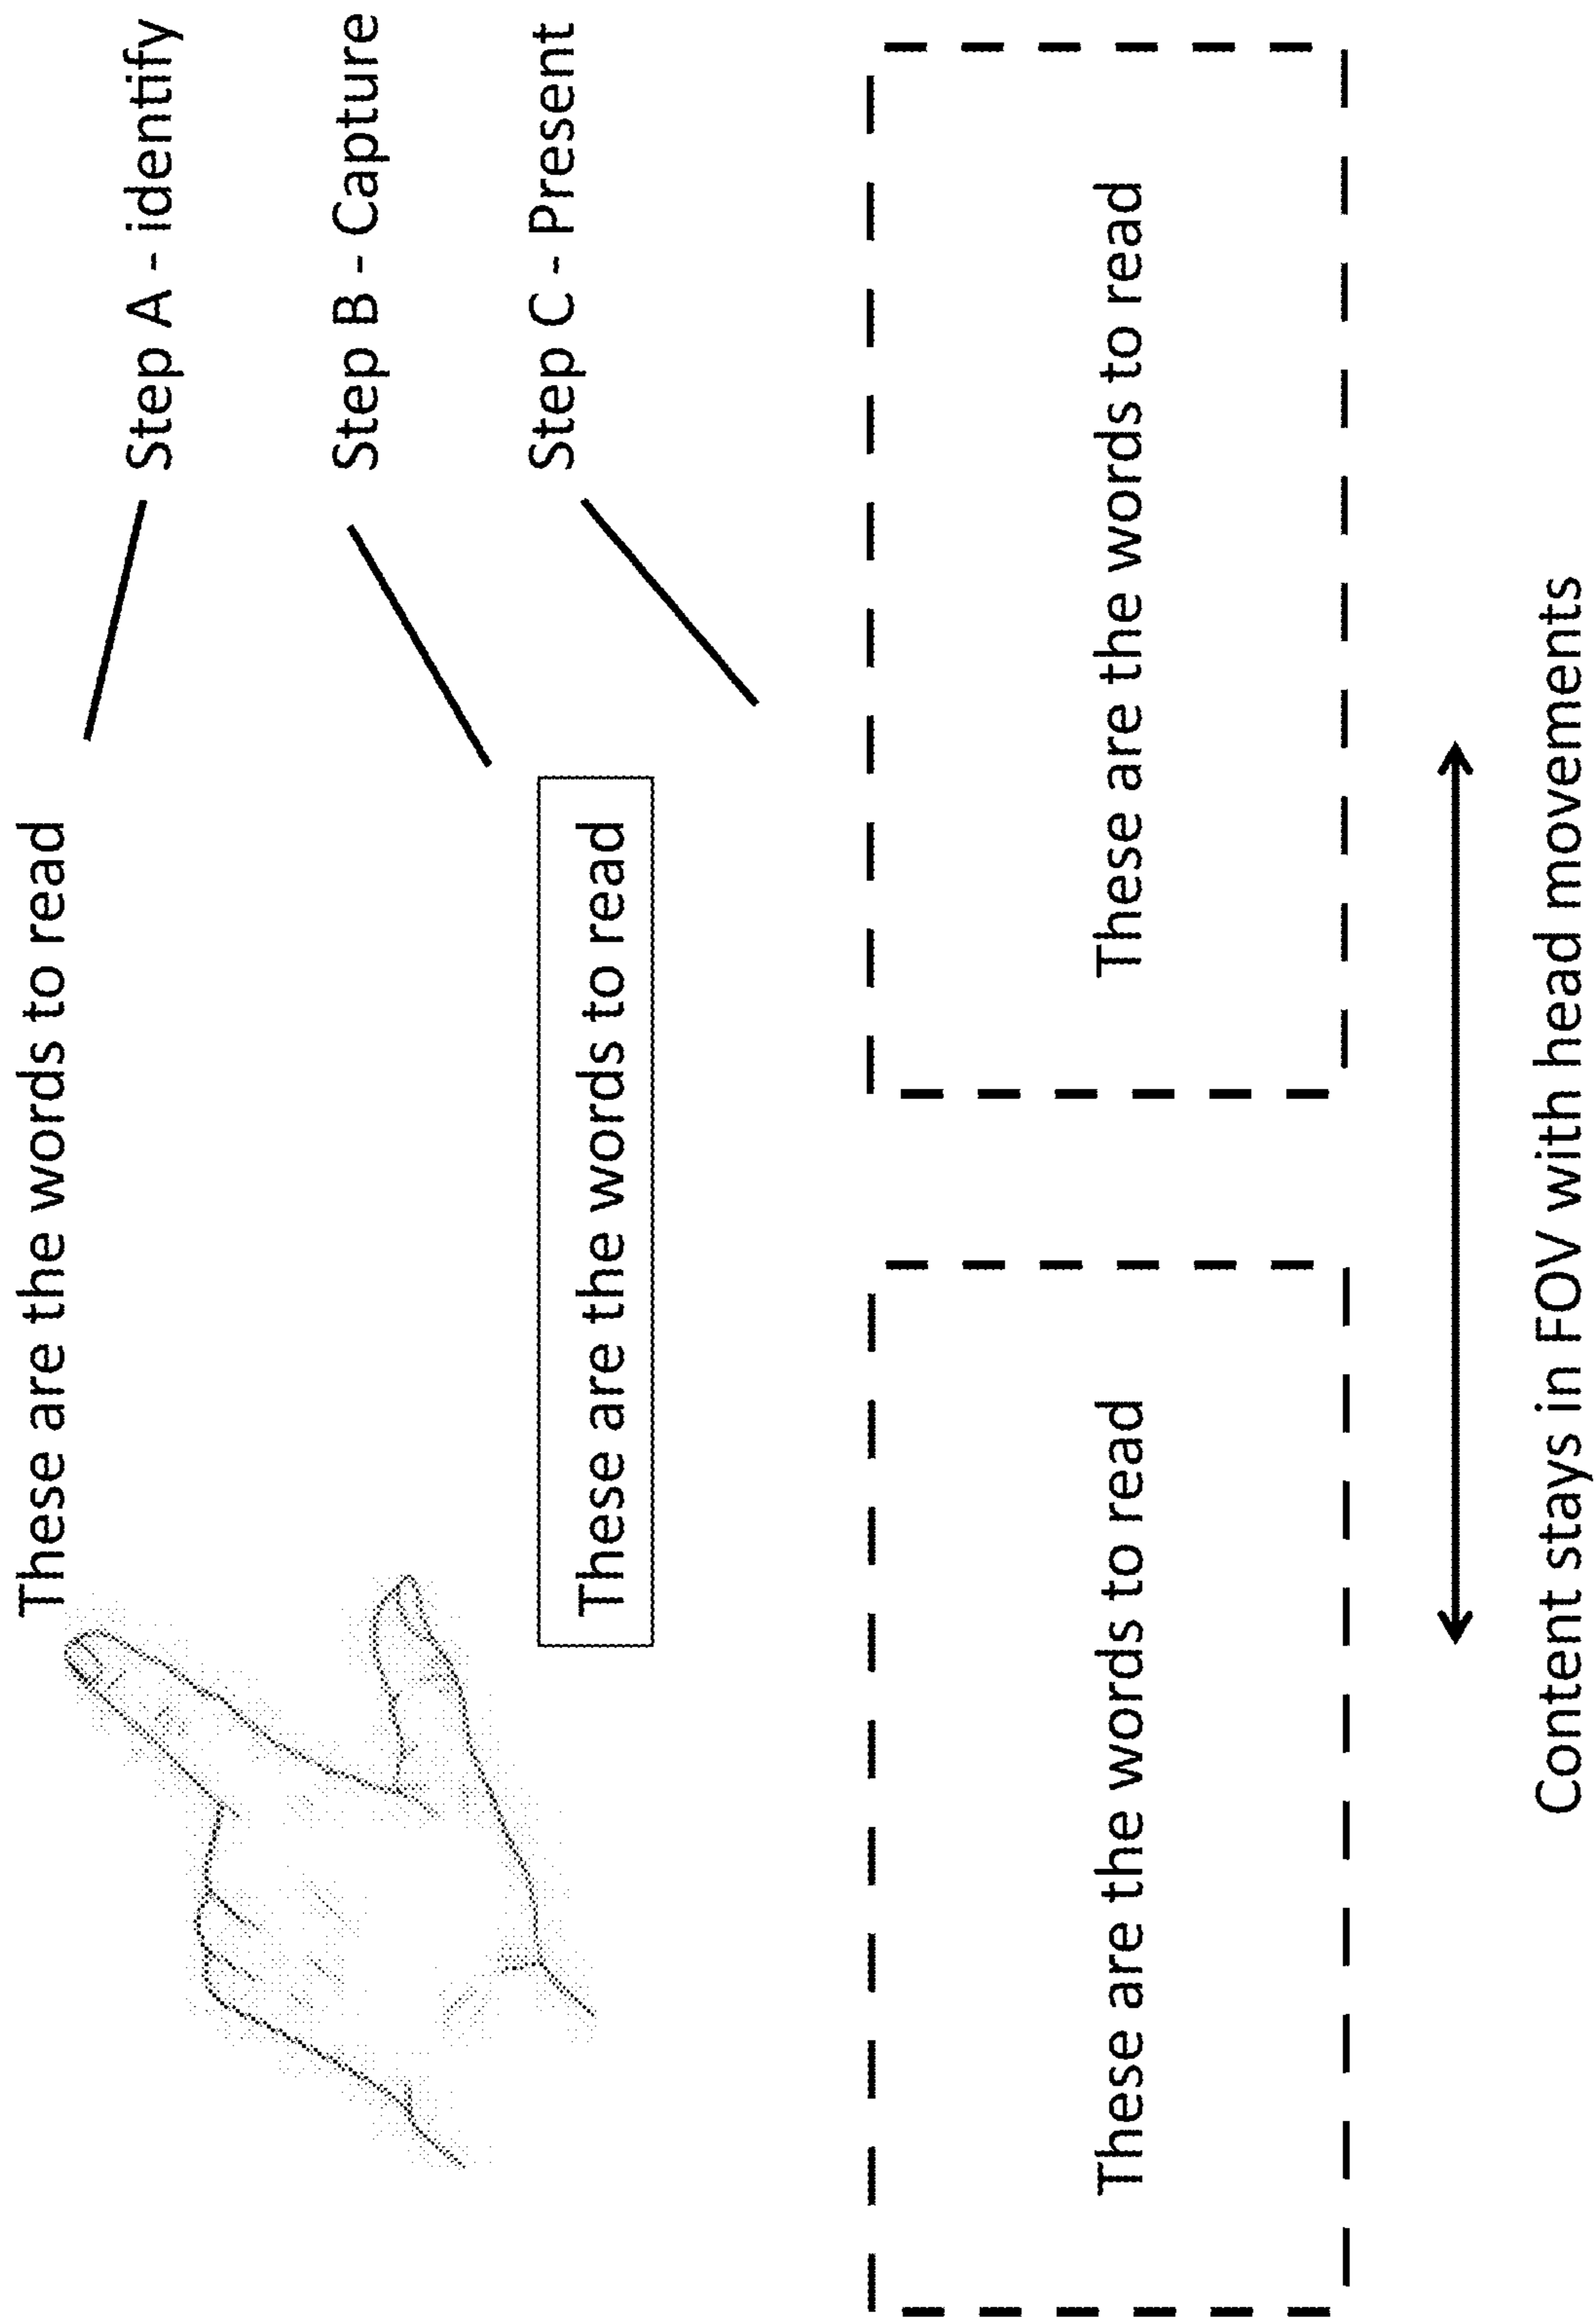 These are the words to read
Step A - identify
Step B - Capture
These are the words to read
Step C - Present
These are the words to read
These are the words to read
Content stays in FOV with head movements